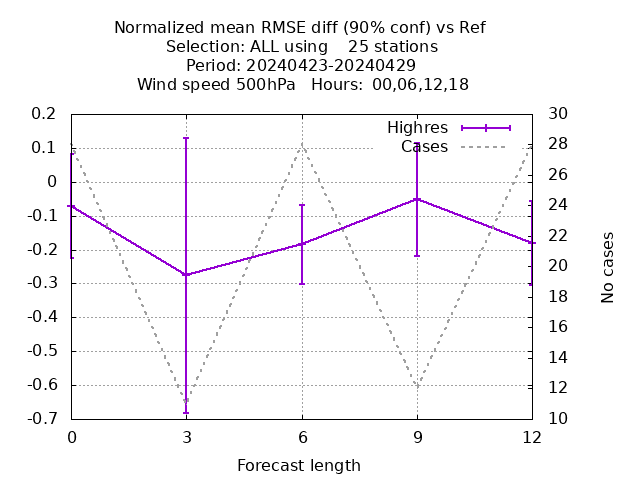 Normalized mean RMSE diff (90% conf) vs Ref
Selection: ALL using    25 stations
Period: 20240423-20240429
Wind speed 500hPa   Hours:  00,06,12,18
Highres
Cases
0.2
0.1
0
-0.1
-0.2
-0.3
-0.4
-0.5
-0.6
-0.7
30
28
26
24
22
20
18
16
14
12
10
No cases
0 3 6 9 12
Forecast length